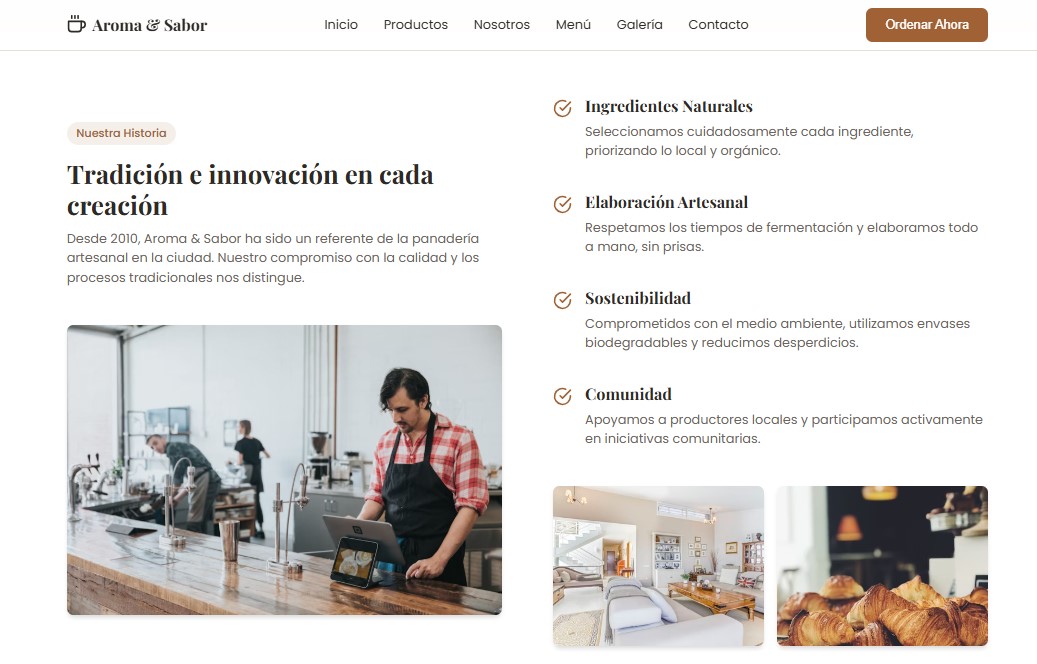 Aroma & Sabor
Inicio
Productos
Nosotros
Menú
Galería
Contacto
Ordenar Ahora
Nuestra Historia
Tradición e innovación en cada
creación
Desde 2010, Aroma & Sabor ha sido un referente de la panadería
artesanal en la ciudad. Nuestro compromiso con la calidad y los
procesos tradicionales nos distingue.
Ingredientes Naturales
Seleccionamos cuidadosamente cada ingrediente,
priorizando lo local y orgánico.
Elaboración Artesanal
Respetamos los tiempos de fermentación y elaboramos todo
a mano, sin prisas.
Sostenibilidad
Comprometidos con el medio ambiente, utilizamos envases
biodegradables y reducimos desperdicios.
Comunidad
Apoyamos a productores locales y participamos activamente
en iniciativas comunitarias.